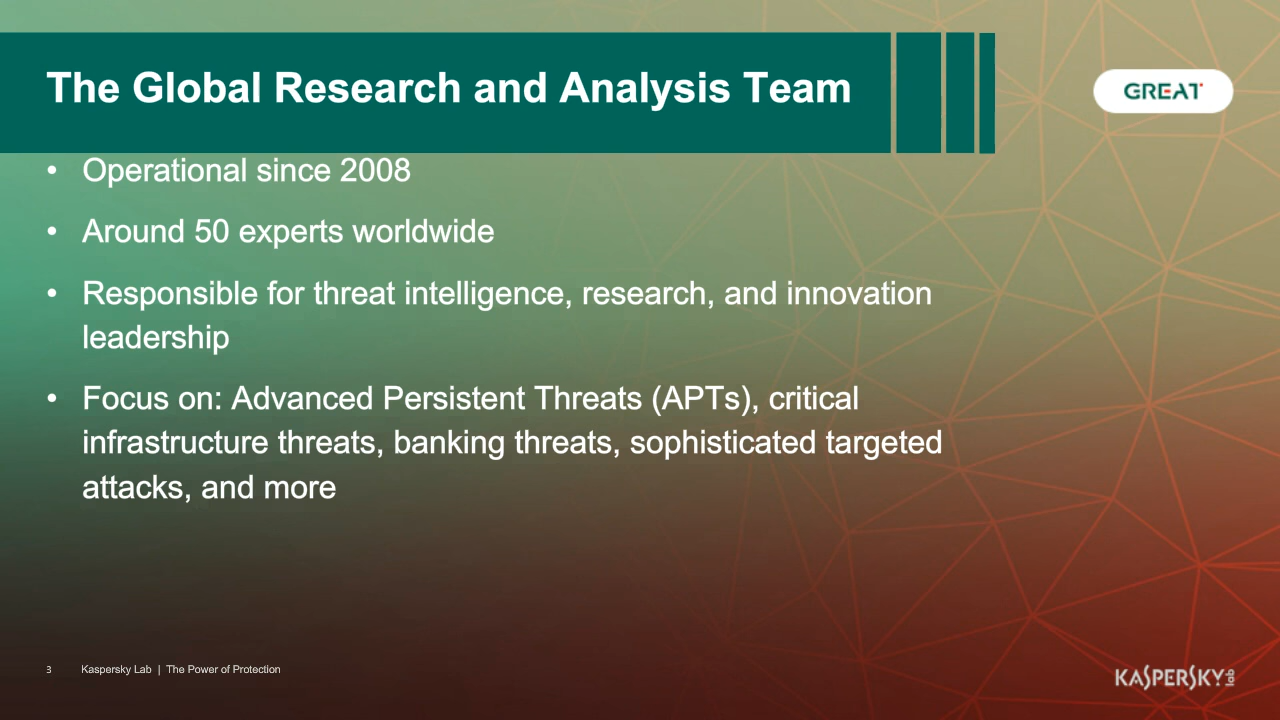 The Global Research and Analysis Team
GREAT
• Operational since 2008
• Around 50 experts worldwide
• Responsible for threat intelligence, research, and innovation
leadership
• Focus on: Advanced Persistent Threats (APTs), critical
infrastructure threats, banking threats, sophisticated targeted
attacks, and more
3 Kaspersky Lab | The Power of Protection
KASPERSKY lab